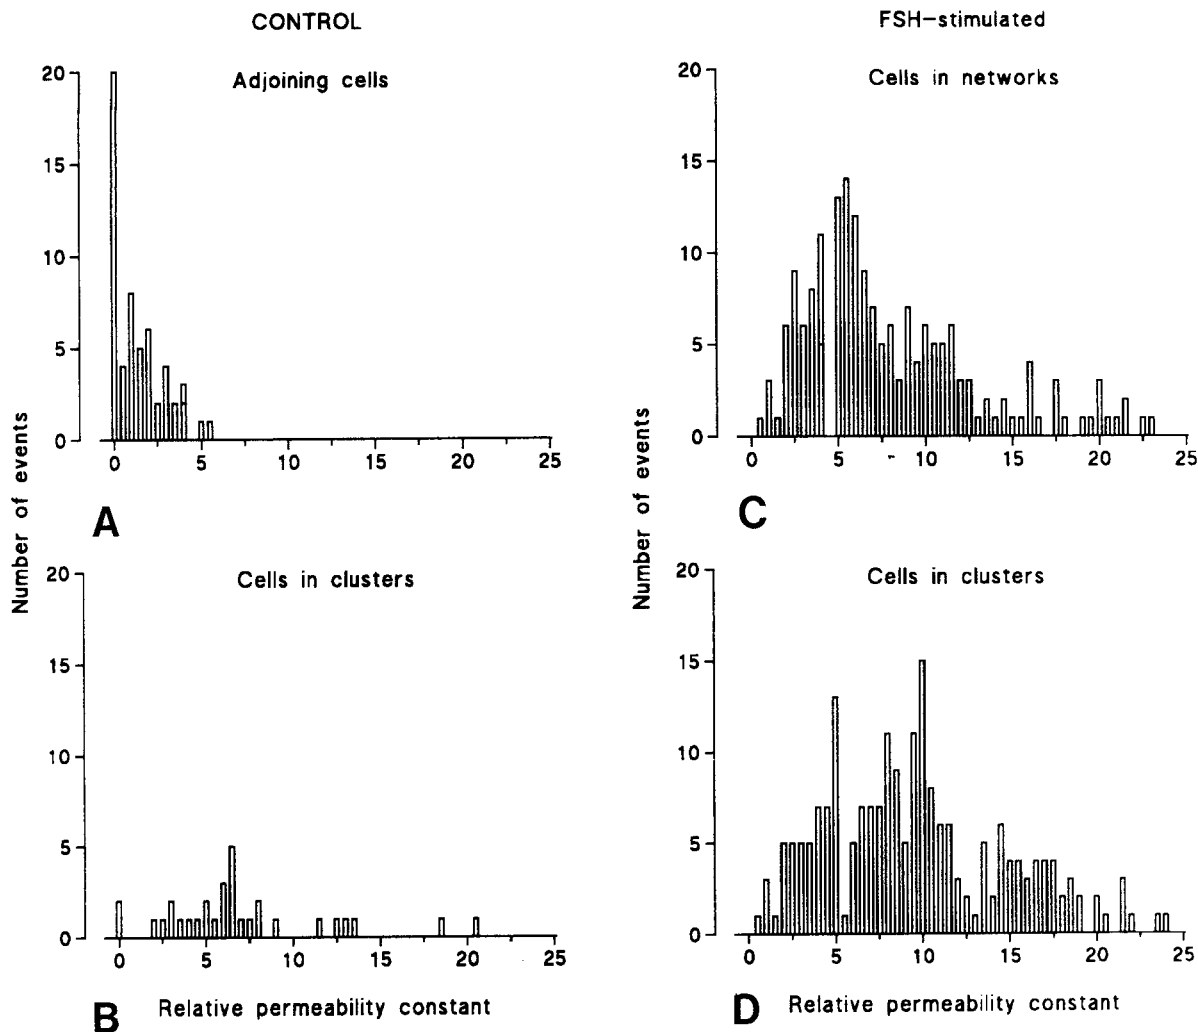 CONTROL
Adjoining cells
20
15
10
5
0
0 5 10 15 20 25
A
Number of events
Cells in clusters
20
15
10
5
0
0 5 10 15 20 25
B
Relative permeability constant
FSH-stimulated
Cells in networks
20
15
10
5
0
0 5 10 15 20 25
C
Number of events
Cells in clusters
20
15
10
5
0
0 5 10 15 20 25
D
Relative permeability constant